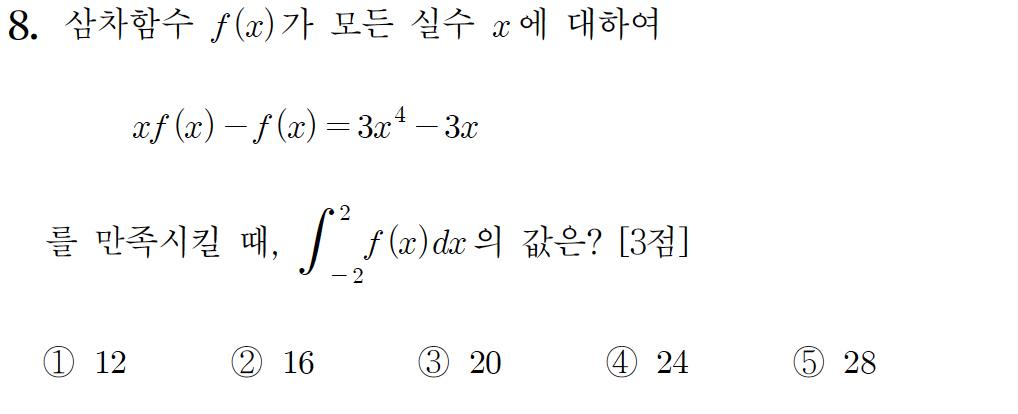 8. 삼차함수 f(x)가 모든 실수 x에 대하여
xf(x)−f(x)=3x⁴−3x
를 만족시킬 때, ∫₋₂² f(x)dx의 값은? [3점]
① 12 ② 16 ③ 20 ④ 24 ⑤ 28